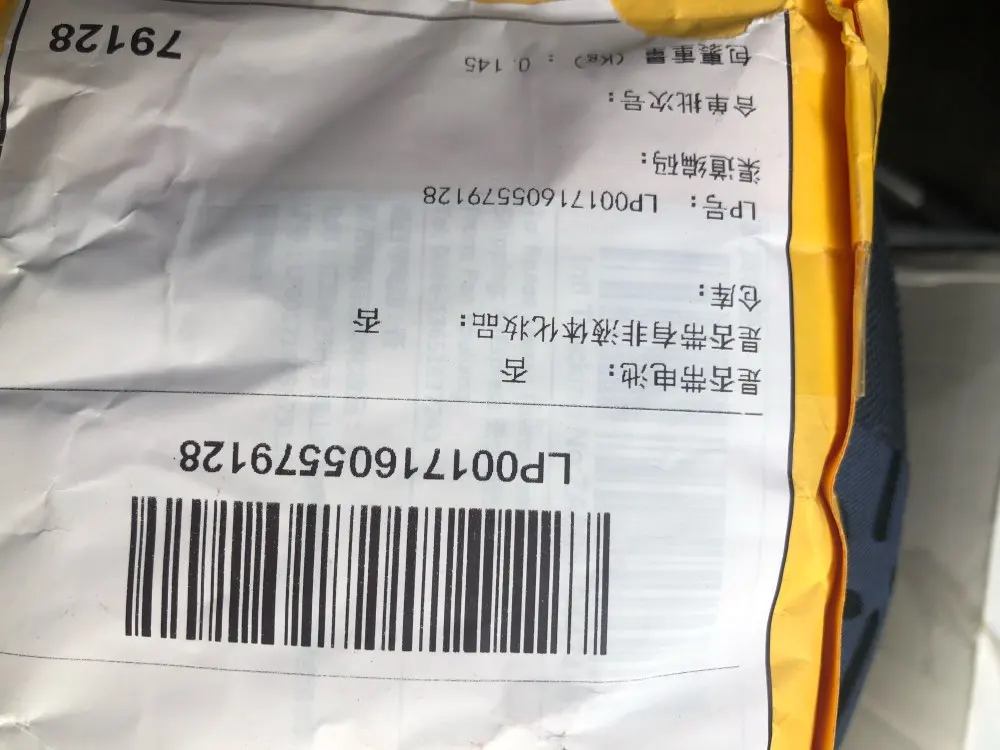 LP00171605579128
是否带电池: 否
是否带有非液体化妆品: 否
仓库:
LP号: LP00171605579128
渠道编码:
合单批次号:
包裹重量 (Kg) : 0.145
79128